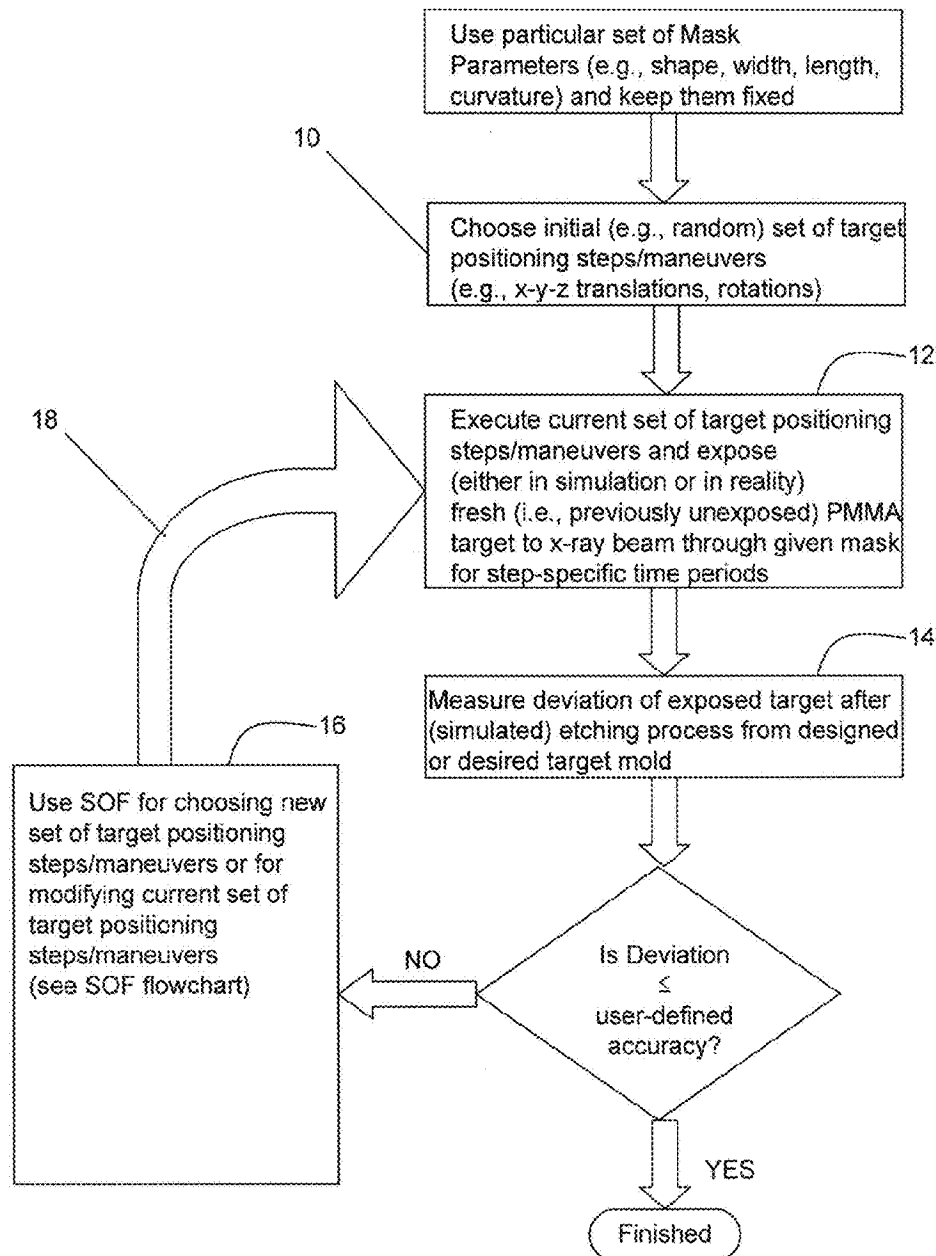 Use particular set of Mask
Parameters (e.g., shape, width, length,
curvature) and keep them fixed
10
Choose initial (e.g., random) set of target
positioning steps/maneuvers
(e.g., x-y-z translations, rotations)
12
Execute current set of target positioning
steps/maneuvers and expose
(either in simulation or in reality)
fresh (i.e., previously unexposed) PMMA
target to x-ray beam through given mask
for step-specific time periods
18
14
Measure deviation of exposed target after
(simulated) etching process from designed
or desired target mold
16
Use SOF for choosing new
set of target positioning
steps/maneuvers or for
modifying current set of
target positioning
steps/maneuvers
(see SOF flowchart)
NO
Is Deviation
≤
user-defined
accuracy?
YES
Finished